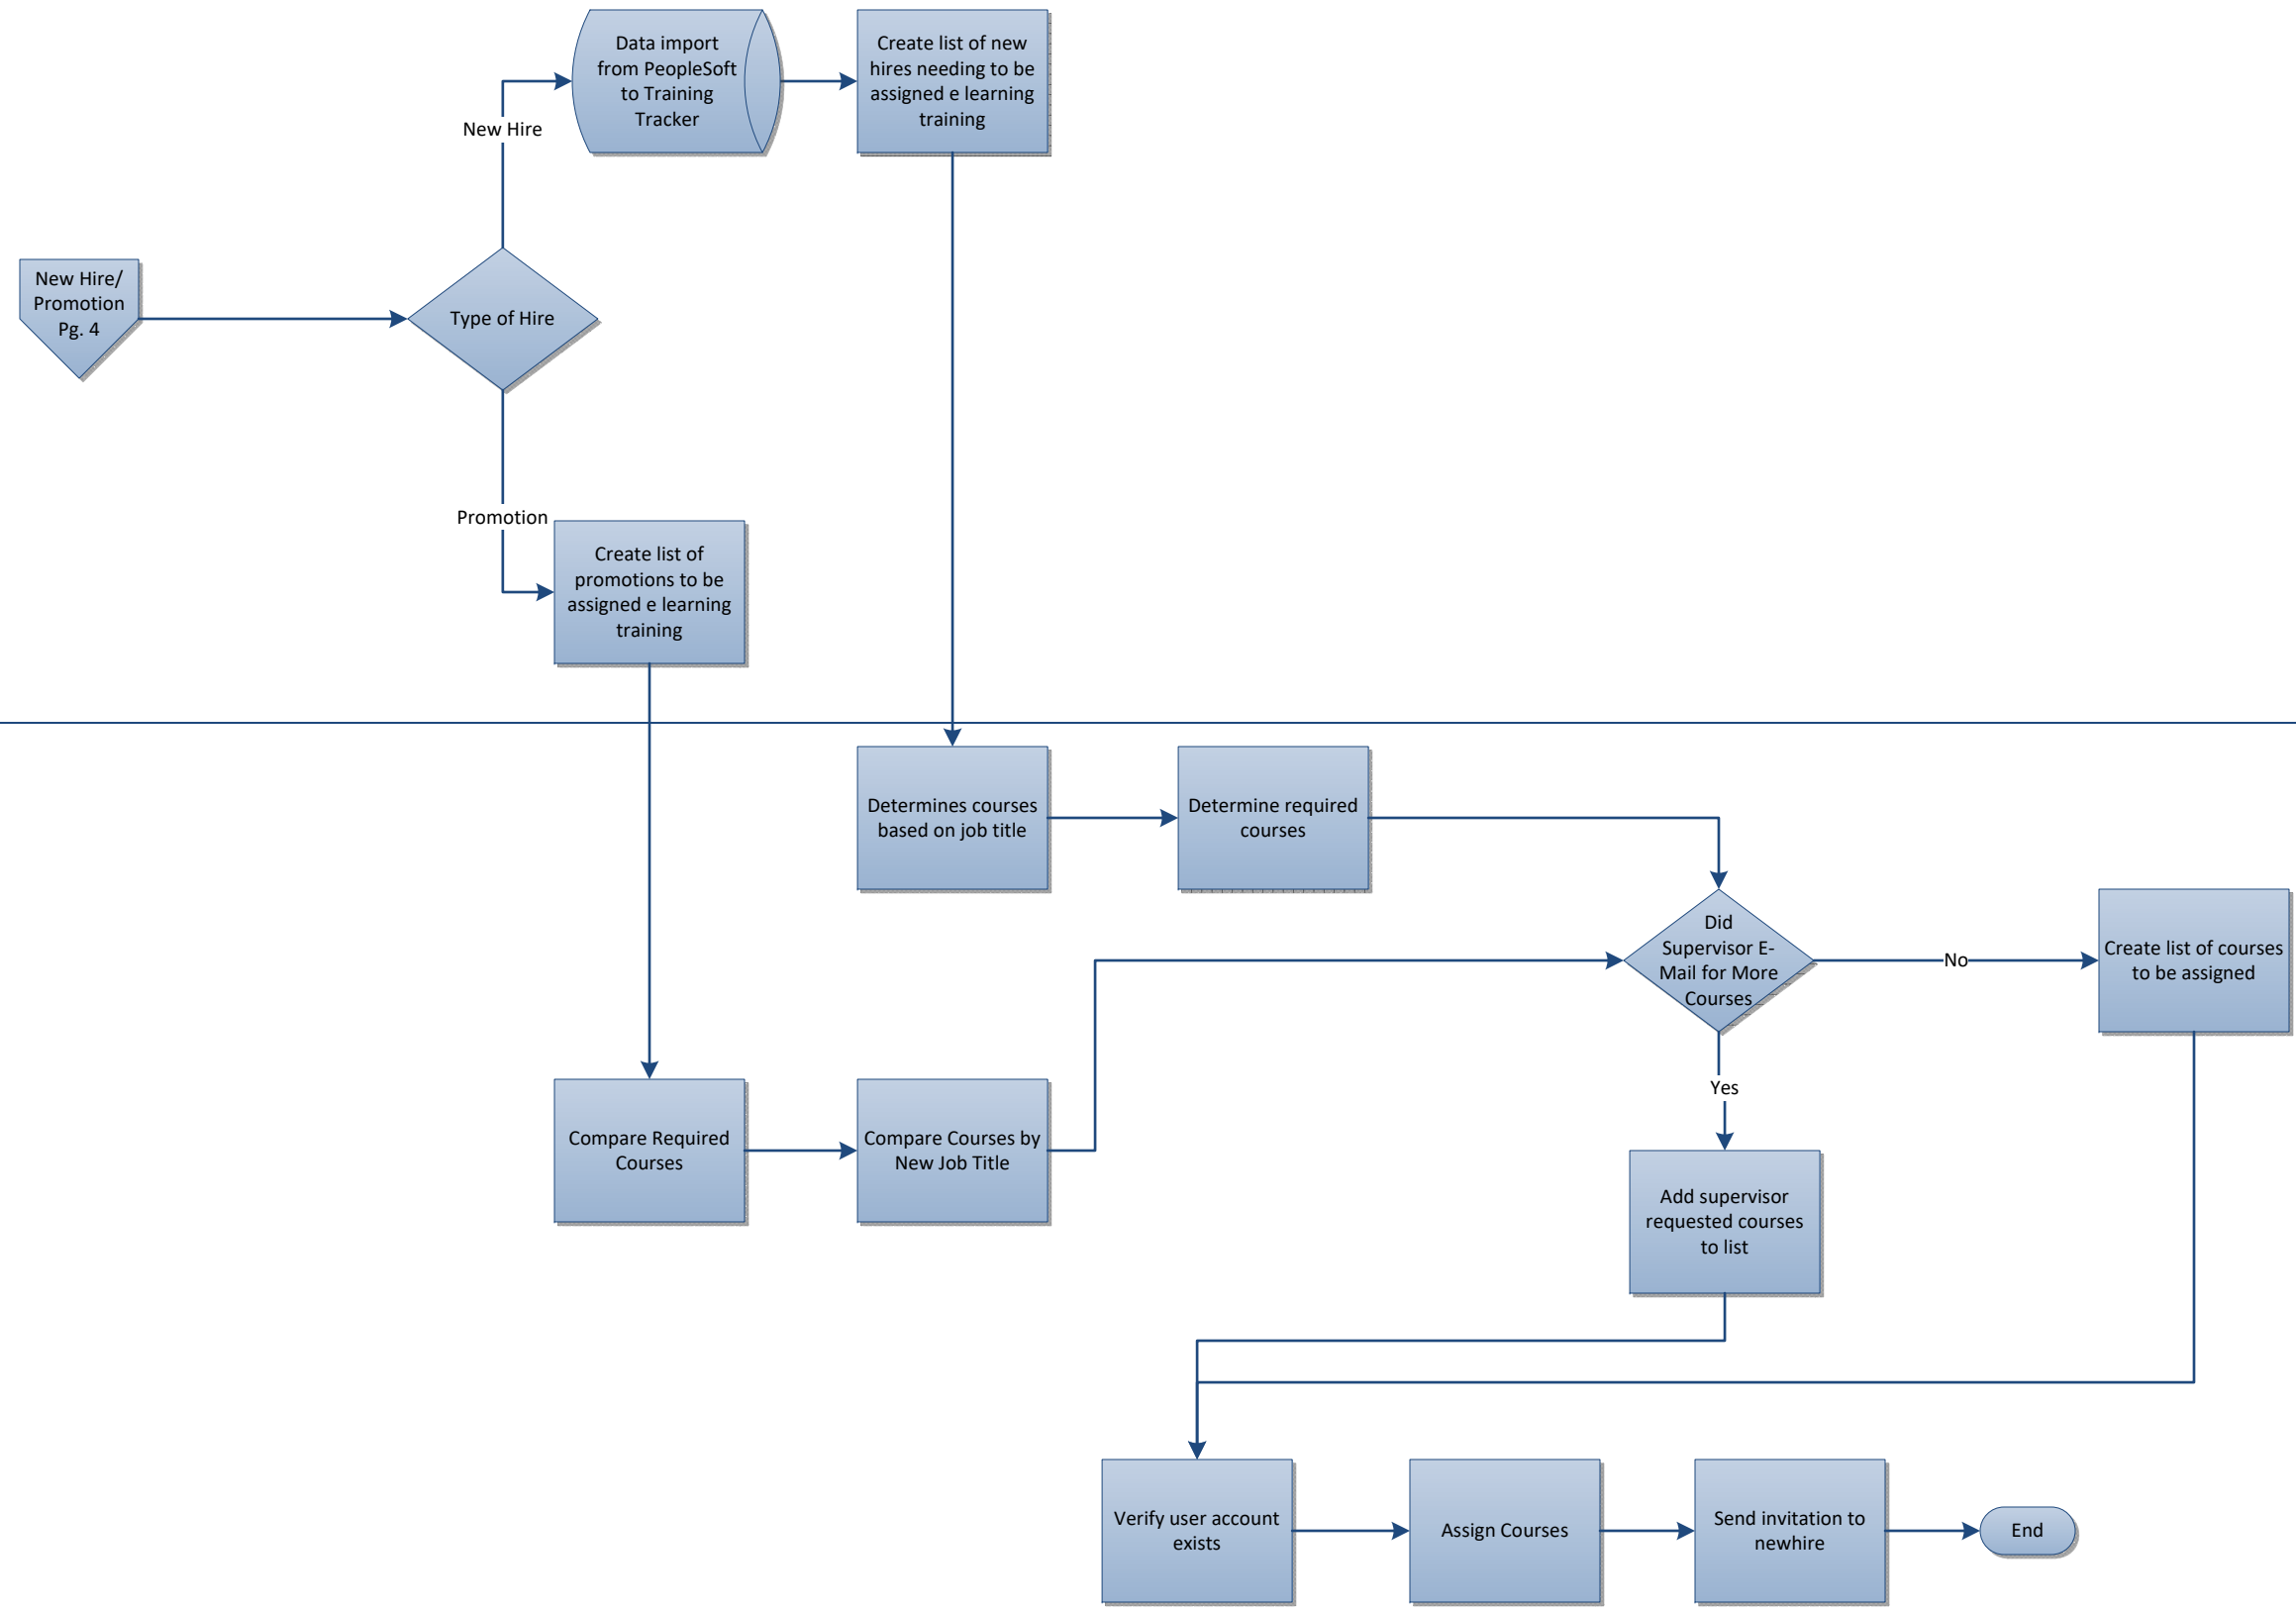 Data import
from PeopleSoft
to Training
Tracker
Create list of new
hires needing to be
assigned e learning
training
New Hire
New Hire/
Promotion
Pg. 4
Type of Hire
Promotion
Create list of
promotions to be
assigned e learning
training
Determines courses
based on job title
Determine required
courses
Did
Supervisor E-
Mail for More
Courses
No
Create list of courses
to be assigned
Yes
Compare Required
Courses
Compare Courses by
New Job Title
Add supervisor
requested courses
to list
Verify user account
exists
Assign Courses
Send invitation to
newhire
End